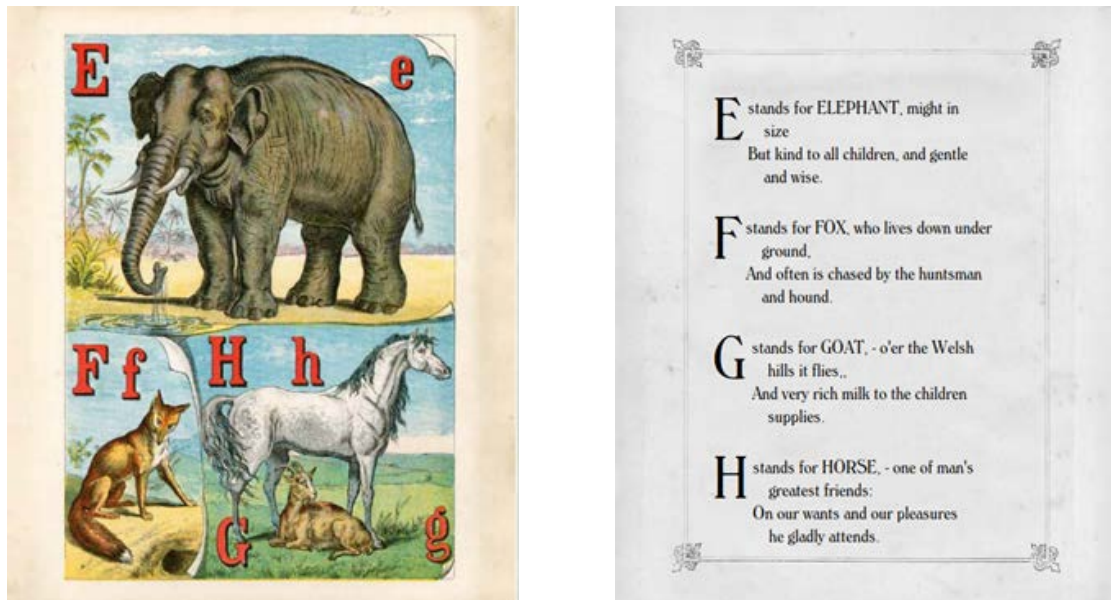 E e
F f
H h
G g
E stands for ELEPHANT, might in
size
But kind to all children, and gentle
and wise.
F stands for FOX, who lives down under
ground,
And often is chased by the huntsman
and hound.
G stands for GOAT, - o'er the Welsh
hills it flies,.
And very rich milk to the children
supplies.
H stands for HORSE, - one of man's
greatest friends:
On our wants and our pleasures
he gladly attends.